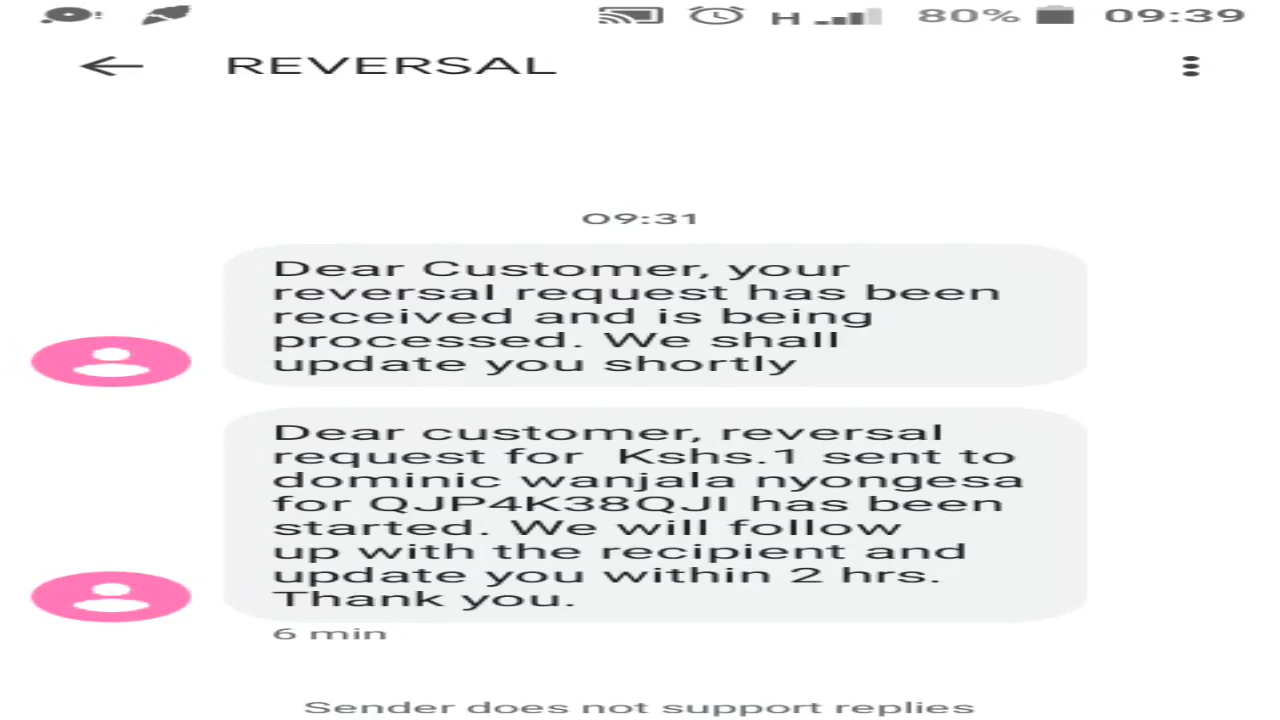 H 80% 09:39
REVERSAL
09:31
Dear Customer, your
reversal request has been
received and is being
processed. We shall
update you shortly
Dear customer, reversal
request for Kshs.1 sent to
dominic wanjala nyongesa
for QJP4K38QJI has been
started. We will follow
up with the recipient and
update you within 2 hrs.
Thank you.
6 min
Sender does not support replies